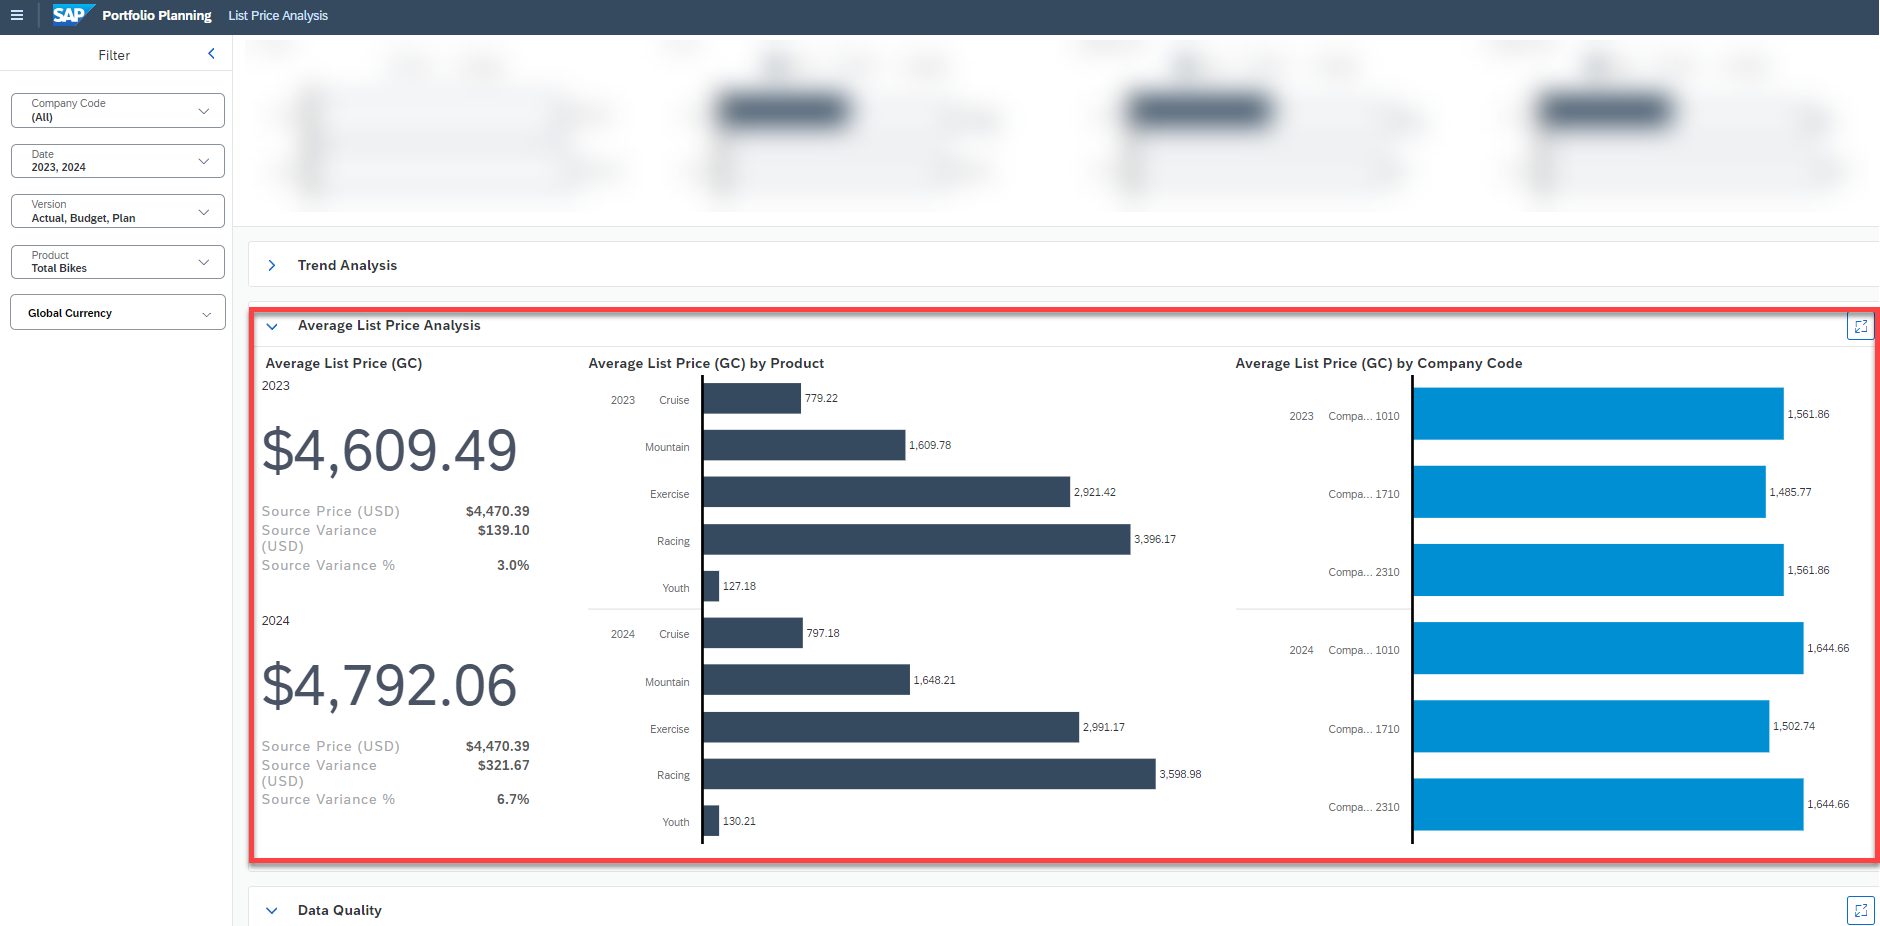 SAP Portfolio Planning List Price Analysis
Filter
Company Code
(All)
Date
2023, 2024
Version
Actual, Budget, Plan
Product
Total Bikes
Global Currency
Trend Analysis
Average List Price Analysis
Average List Price (GC)
2023
$4,609.49
Source Price (USD) $4,470.39
Source Variance $139.10
(USD)
Source Variance % 3.0%
2024
$4,792.06
Source Price (USD) $4,470.39
Source Variance $321.67
(USD)
Source Variance % 6.7%
Average List Price (GC) by Product
2023 Cruise 779.22
Mountain 1,609.78
Exercise 2,921.42
Racing 3,396.17
Youth 127.18
2024 Cruise 797.18
Mountain 1,648.21
Exercise 2,991.17
Racing 3,598.98
Youth 130.21
Average List Price (GC) by Company Code
2023 Compa... 1010 1,561.86
Compa... 1710 1,485.77
Compa... 2310 1,561.86
2024 Compa... 1010 1,644.66
Compa... 1710 1,502.74
Compa... 2310 1,644.66
Data Quality